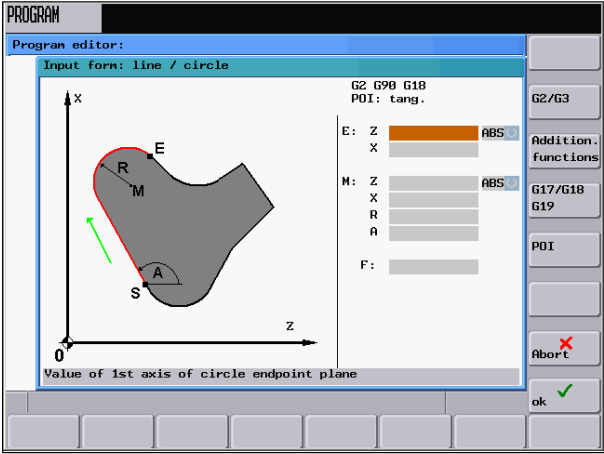 PROGRAM
Program editor:
Input form: line / circle
G2 G90 G18
POI: tang.
X
E
R
M
A
S
Z
0
E: Z ABS
X
M: Z ABS
X
R
A
F:
Value of 1st axis of circle endpoint plane
G2/G3
Addition.
functions
G17/G18
G19
POI
Abort
ok